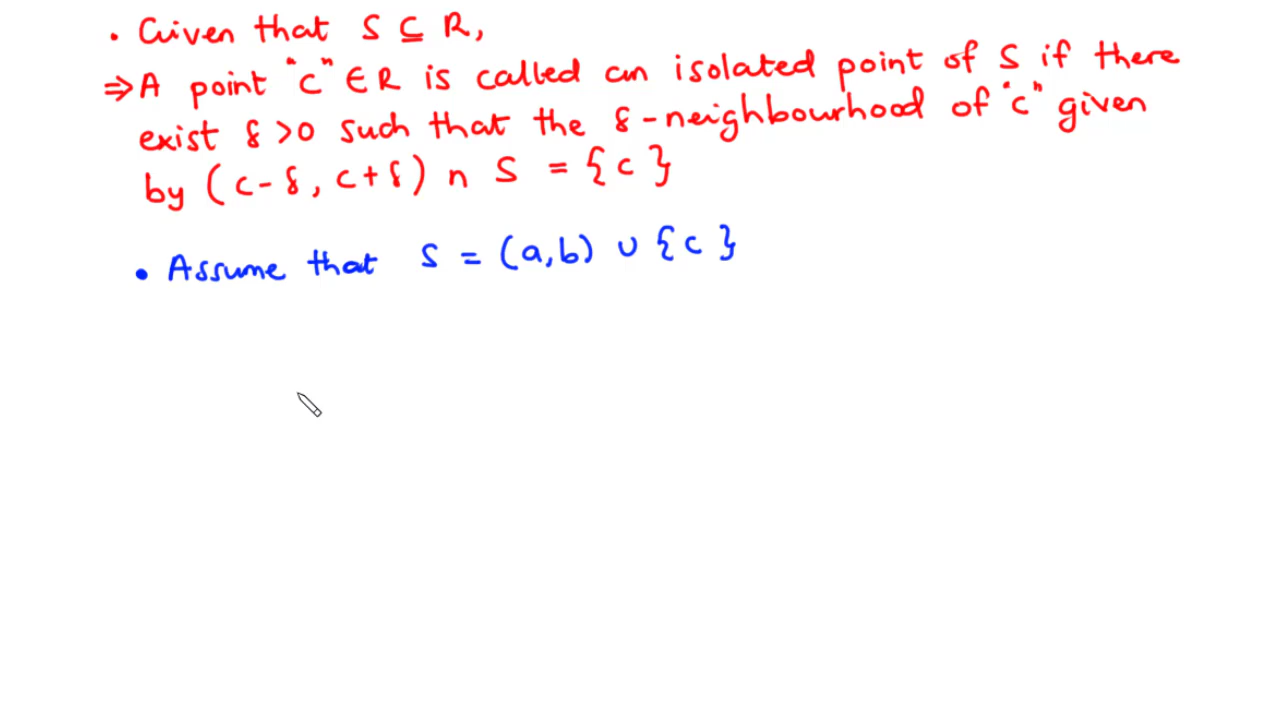 • Given that S ⊆ R,
⇒ A point "c" ∈ R is called an isolated point of S if there
exist δ >0 such that the δ-neighbourhood of "c" given
by (c-δ, c+δ) ∩ S = {c}
• Assume that S = (a,b) ∪ {c}